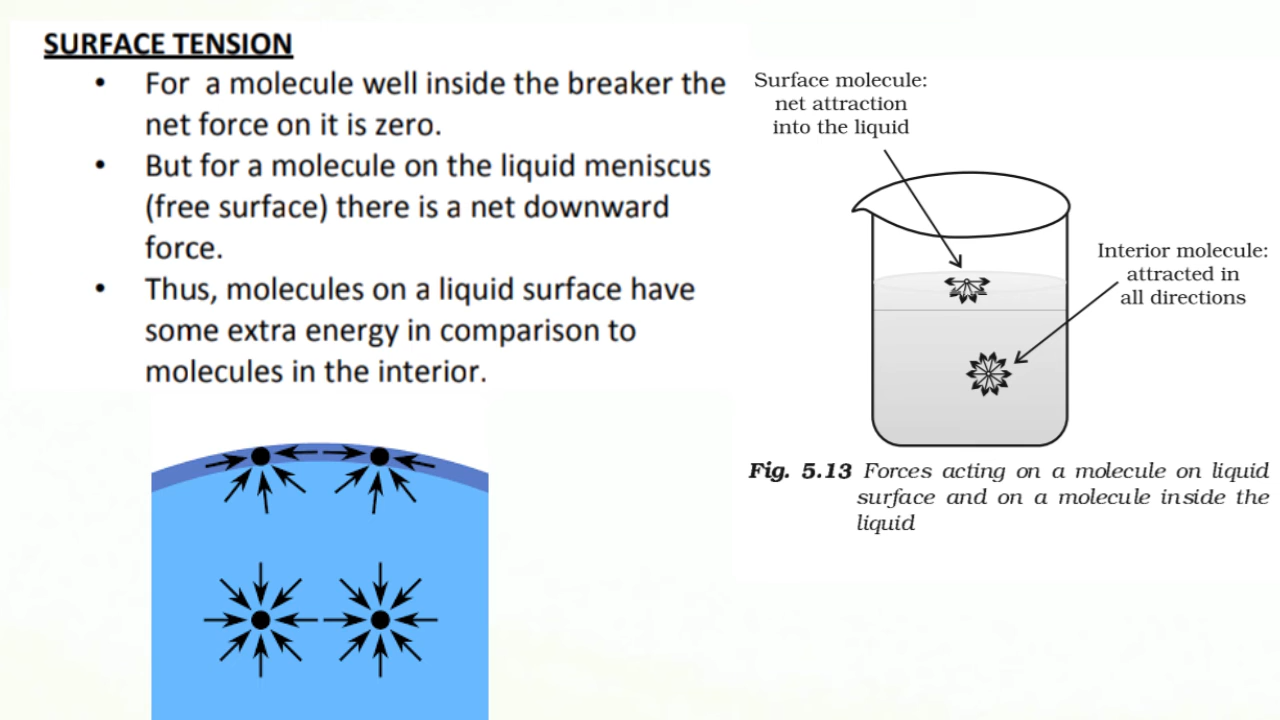 SURFACE TENSION
• For a molecule well inside the breaker the
net force on it is zero.
• But for a molecule on the liquid meniscus
(free surface) there is a net downward
force.
• Thus, molecules on a liquid surface have
some extra energy in comparison to
molecules in the interior.
Surface molecule:
net attraction
into the liquid
Interior molecule:
attracted in
all directions
Fig. 5.13 Forces acting on a molecule on liquid
surface and on a molecule inside the
liquid